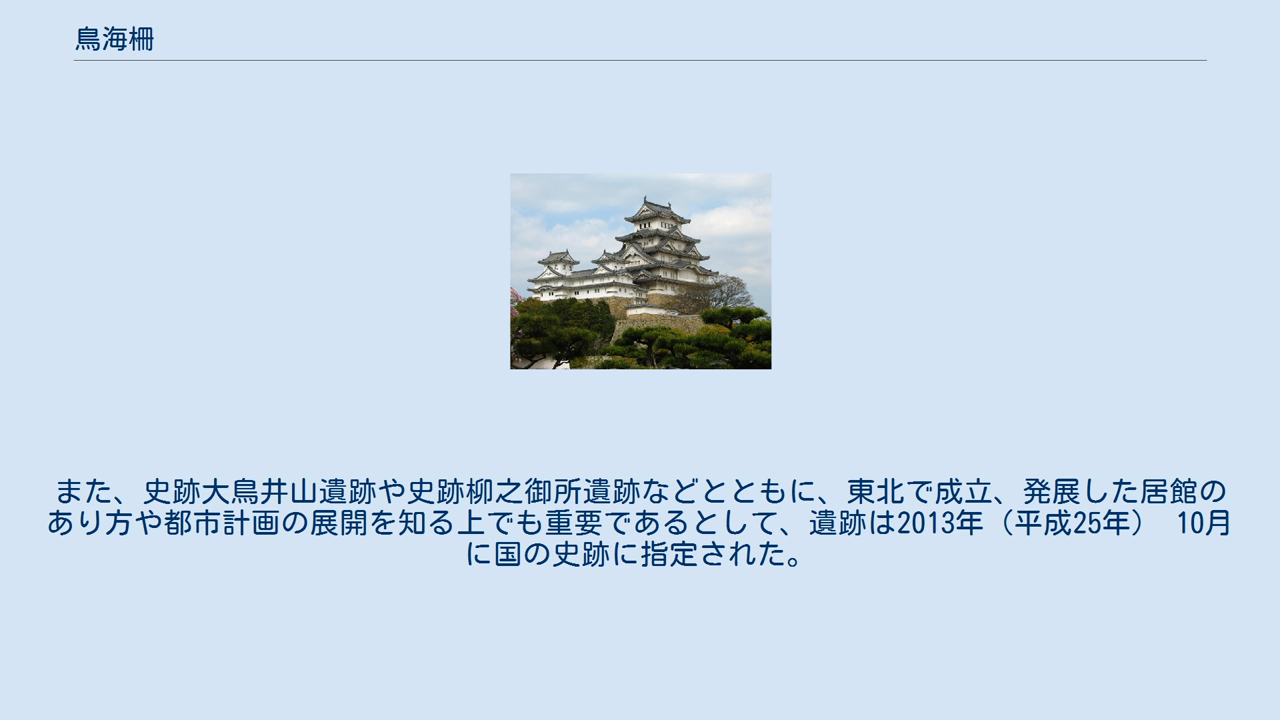 鳥海柵
また、史跡大鳥井山遺跡や史跡柳之御所遺跡などとともに、東北で成立、発展した居館の
あり方や都市計画の展開を知る上でも重要であるとして、遺跡は2013年（平成25年） 10月
に国の史跡に指定された。